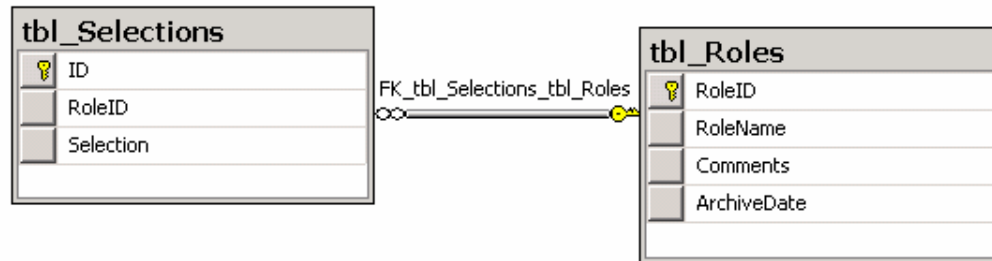 tbl_Selections
ID
RoleID
Selection
FK_tbl_Selections_tbl_Roles
tbl_Roles
RoleID
RoleName
Comments
ArchiveDate